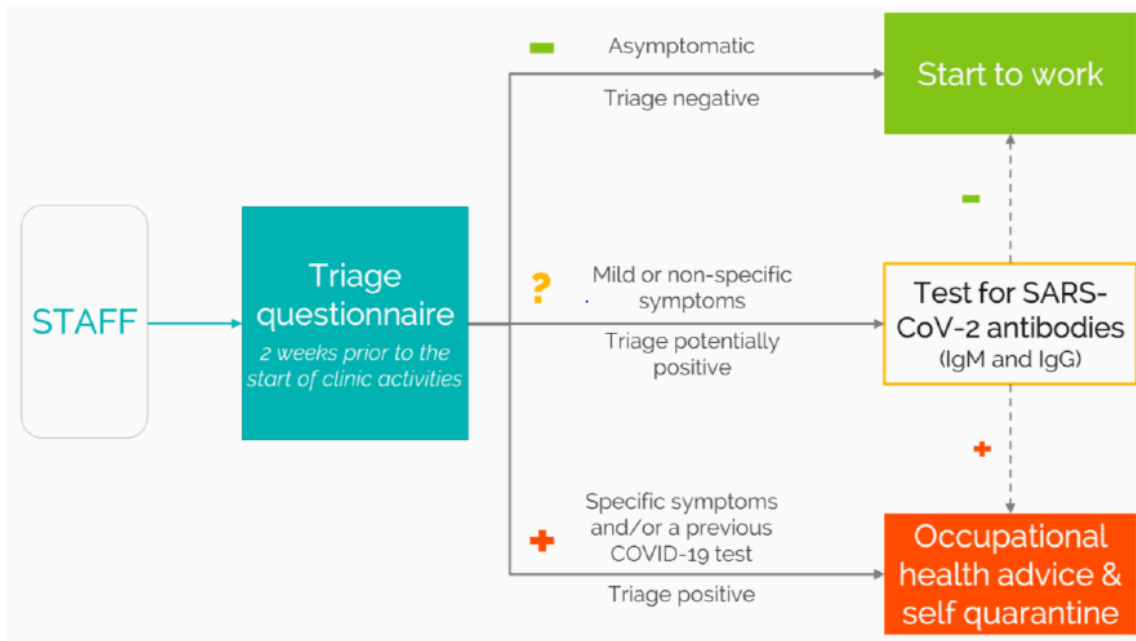 STAFF
Triage
questionnaire
2 weeks prior to the
start of clinic activities
-
Asymptomatic
Triage negative
Start to work
?
Mild or non-specific
symptoms
Triage potentially
positive
-
Test for SARS-
CoV-2 antibodies
(IgM and IgG)
+
+
Specific symptoms
and/or a previous
COVID-19 test
Triage positive
Occupational
health advice &
self quarantine